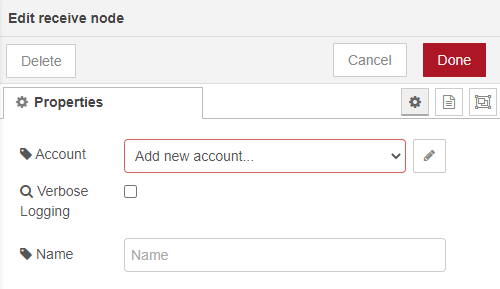 Edit receive node
Delete
Cancel
Done
Properties
Account
Add new account...
Verbose
Logging
Name
Name